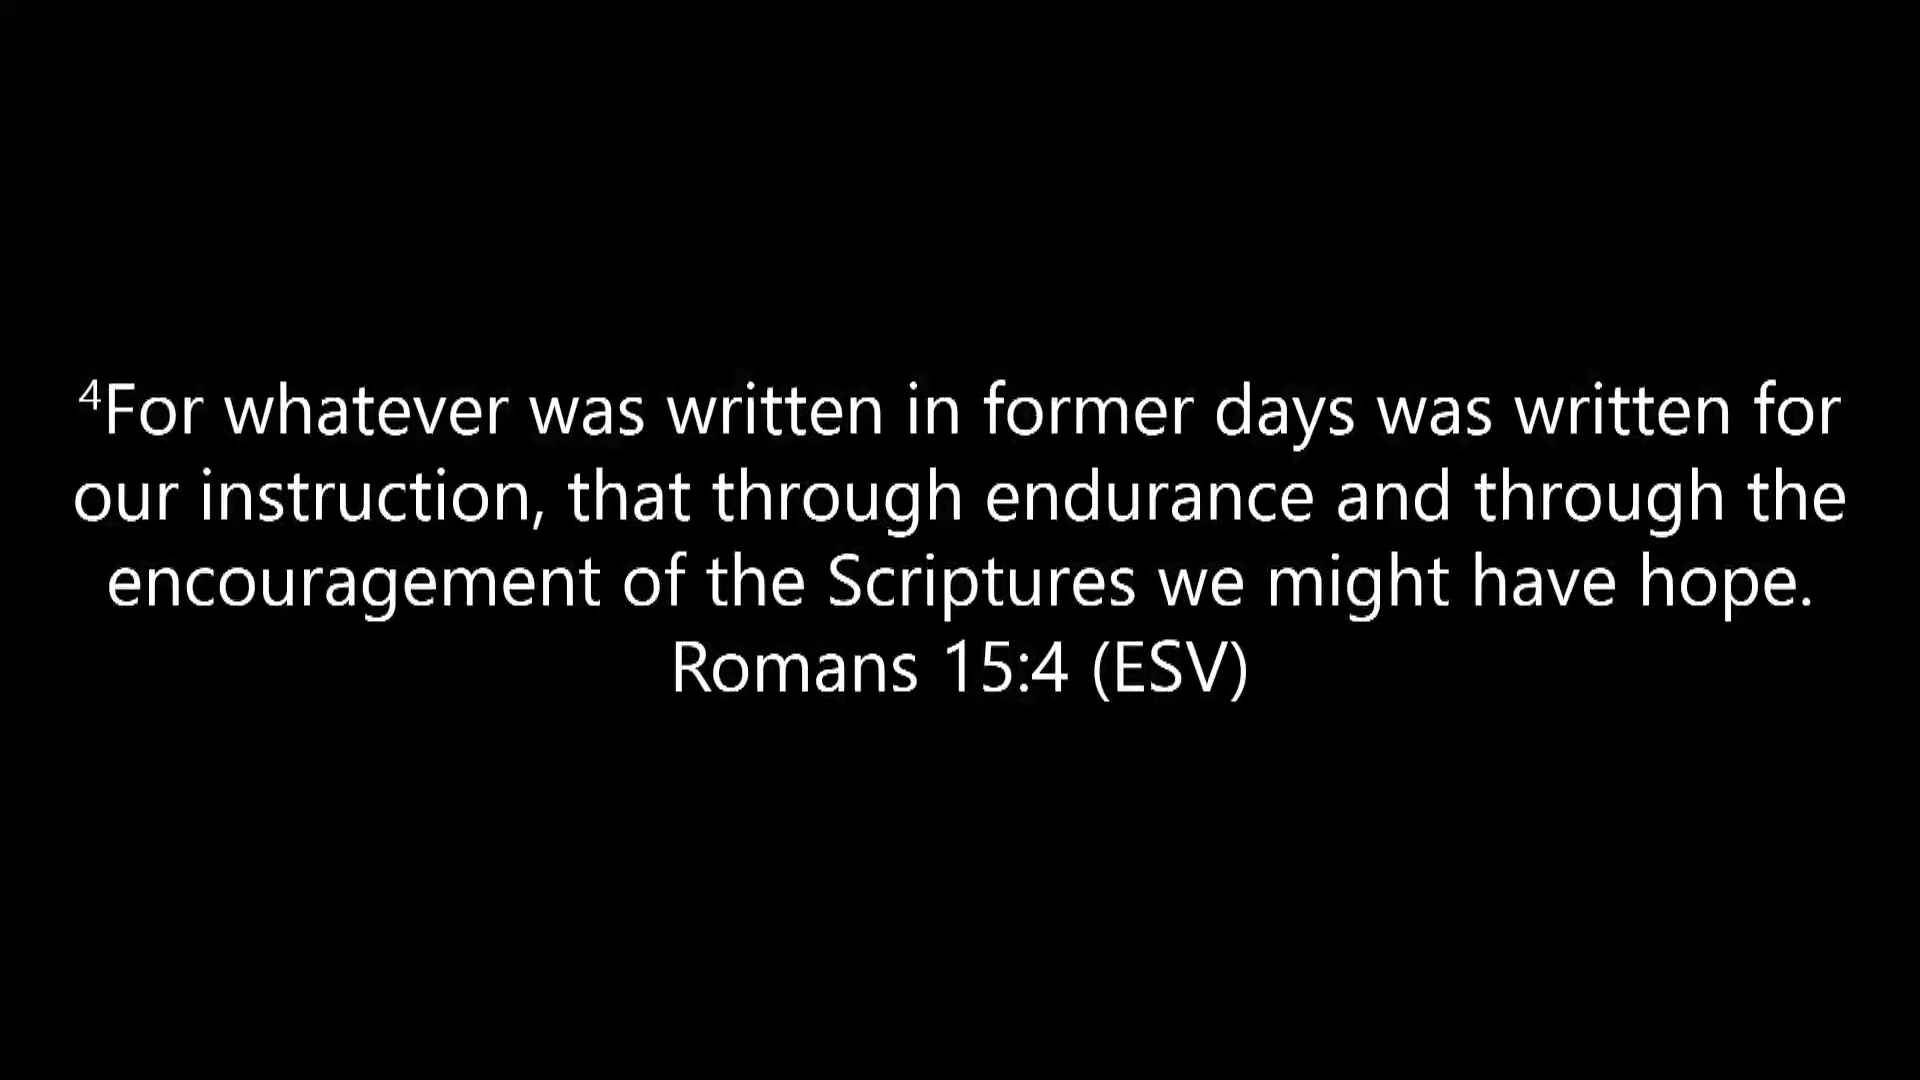 ⁴For whatever was written in former days was written for
our instruction, that through endurance and through the
encouragement of the Scriptures we might have hope.
Romans 15:4 (ESV)